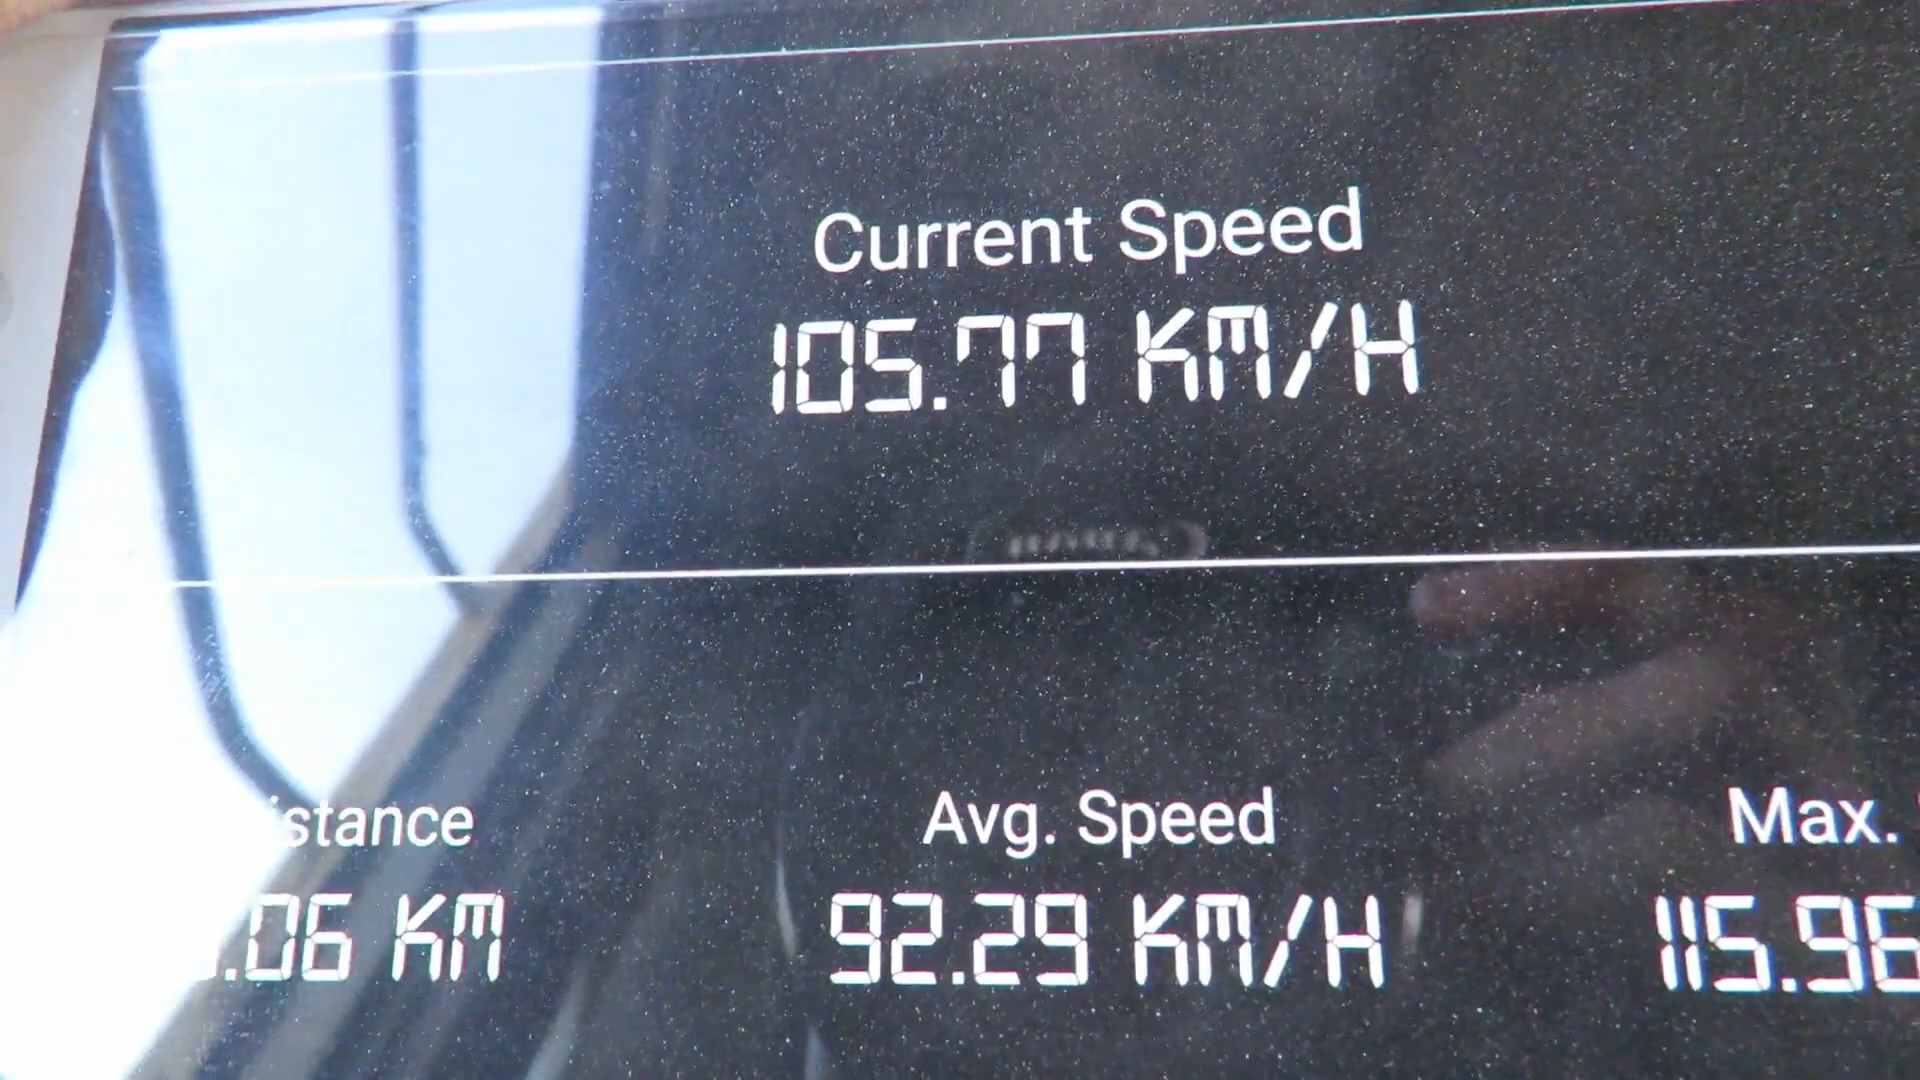 Current Speed
105.77 KM/H
istance
Avg. Speed
Max.
.06 KM
92.29 KM/H
115.96